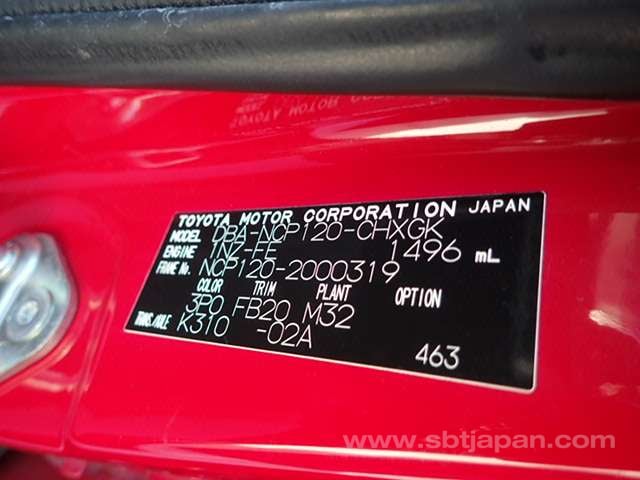 TOYOTA MOTOR CORPORATION JAPAN
MODEL DBA-NCP120-CHXGK
ENGINE 1NZ-FE 1496 mL
FRAME No. NCP120-2000319
COLOR TRIM PLANT OPTION
3P0 FB20 M32
TRANS./AXLE K310 -02A
463
www.sbtjapan.com